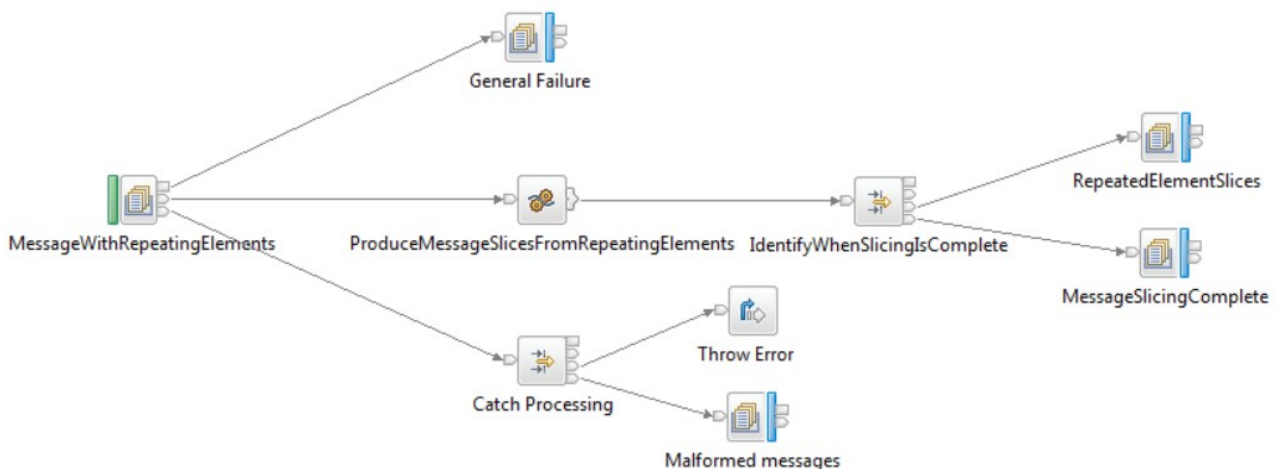 General Failure
RepeatedElementSlices
MessageWithRepeatingElements
ProduceMessageSlicesFromRepeatingElements
IdentifyWhenSlicingIsComplete
MessageSlicingComplete
Throw Error
Catch Processing
Malformed messages